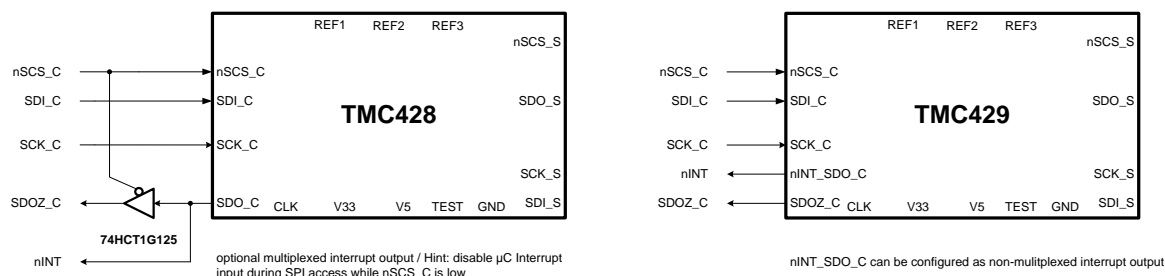 REF1 REF2 REF3
nSCS_S
nSCS_C nSCS_C
SDI_C SDI_C SDO_S
TMC428
SCK_C SCK_C
SCK_S
SDOZ_C SDO_C CLK V33 V5 TEST GND SDI_S
74HCT1G125
nINT
optional multiplexed interrupt output / Hint: disable µC Interrupt
input during SPI access while nSCS_C is low
REF1 REF2 REF3
nSCS_S
nSCS_C nSCS_C
SDI_C SDI_C SDO_S
TMC429
SCK_C SCK_C
nINT nINT_SDO_C SCK_S
SDOZ_C SDOZ_C CLK V33 V5 TEST GND SDI_S
nINT_SDO_C can be configured as non-mulitplexed interrupt output